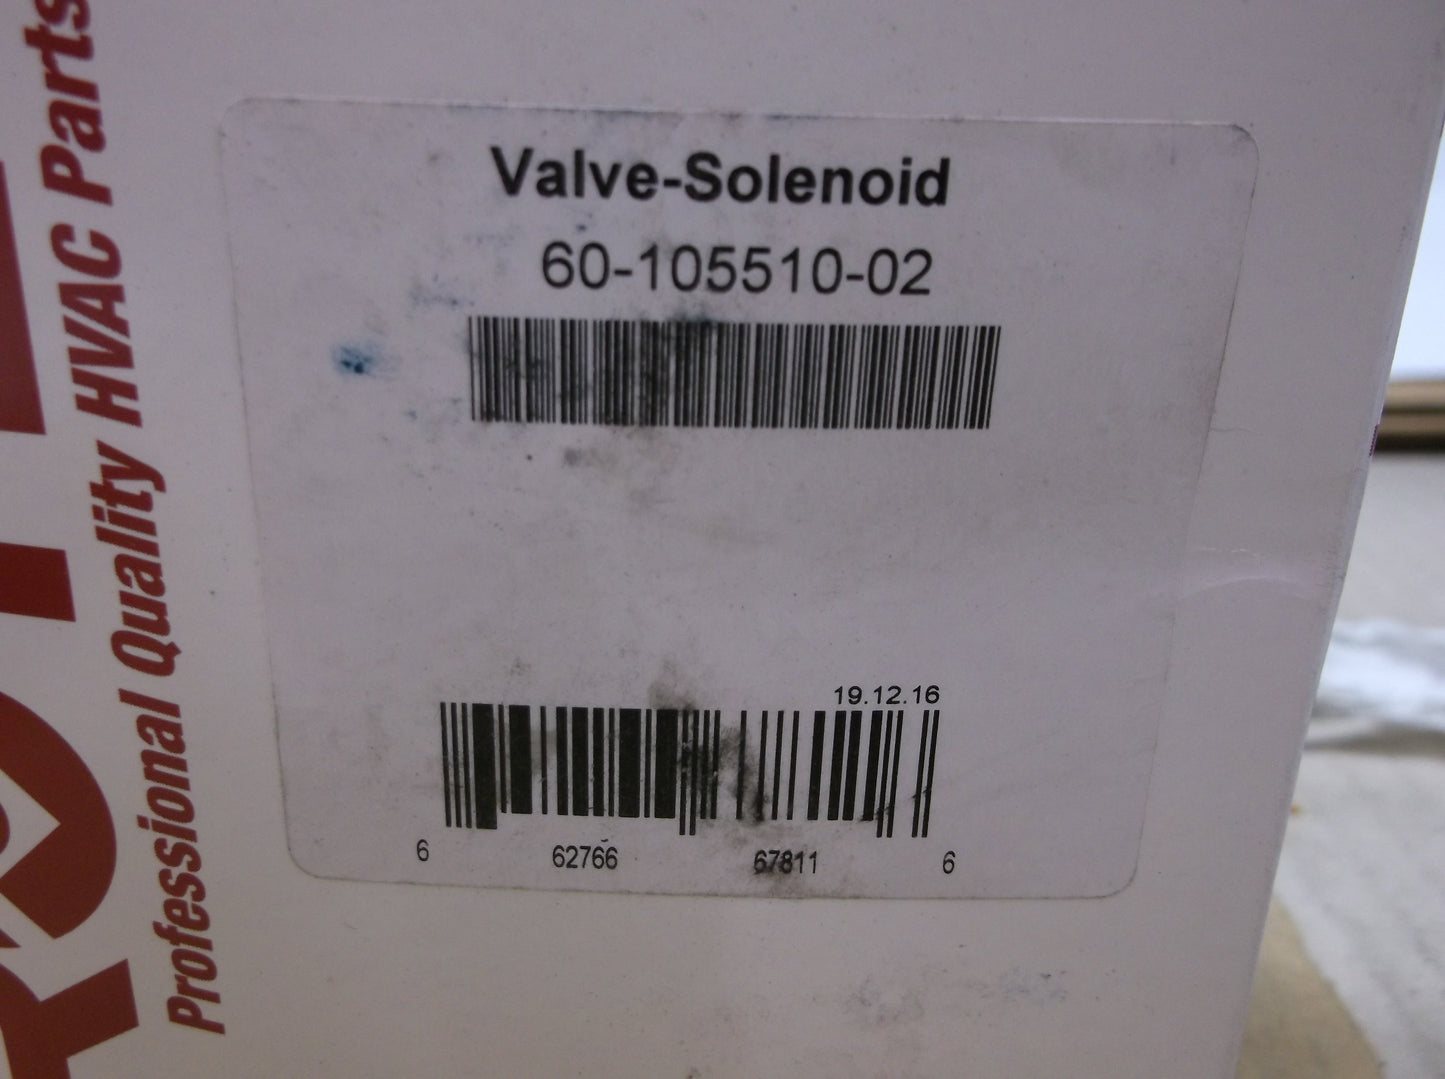 Valve-Solenoid
60-105510-02
19.12.16
6 62766 67811 6
Professional Quality HVAC Parts